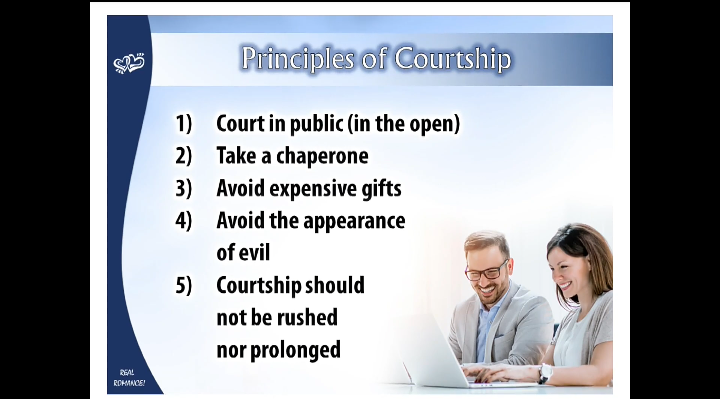 Principles of Courtship
1) Court in public (in the open)
2) Take a chaperone
3) Avoid expensive gifts
4) Avoid the appearance
of evil
5) Courtship should
not be rushed
nor prolonged
REAL
ROMANCE!